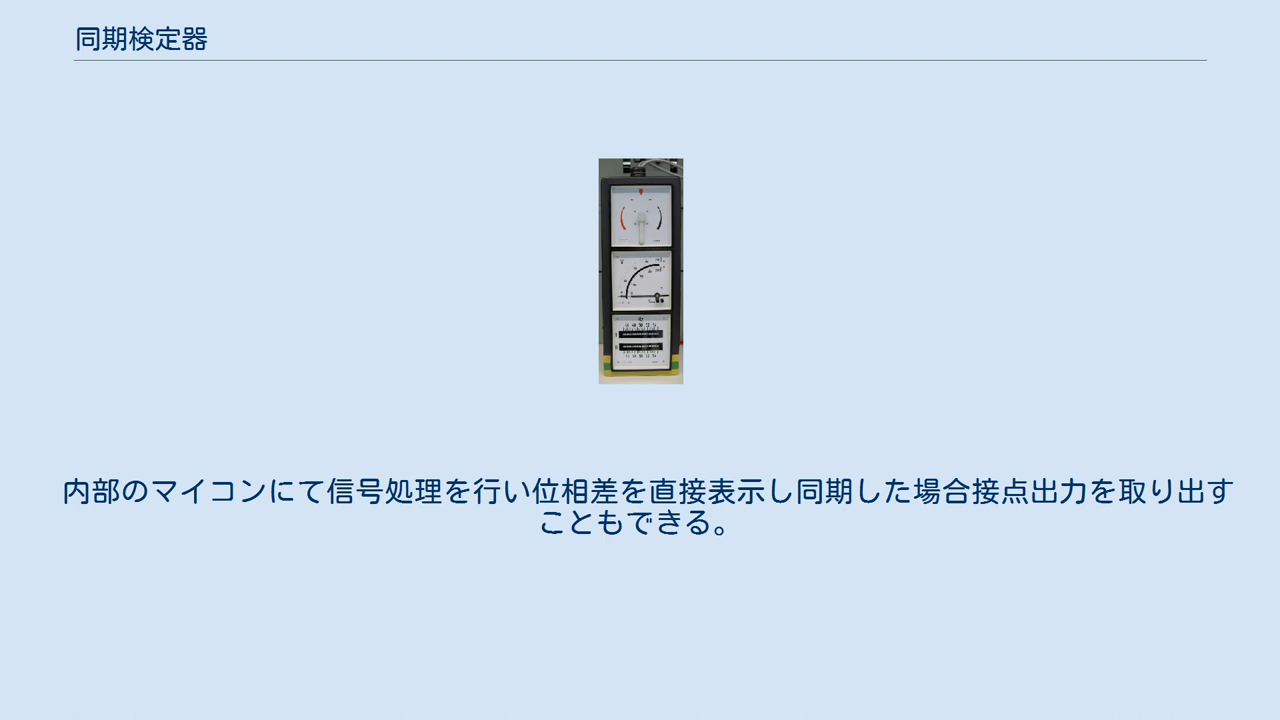 同期検定器
内部のマイコンにて信号処理を行い位相差を直接表示し同期した場合接点出力を取り出す
こともできる。